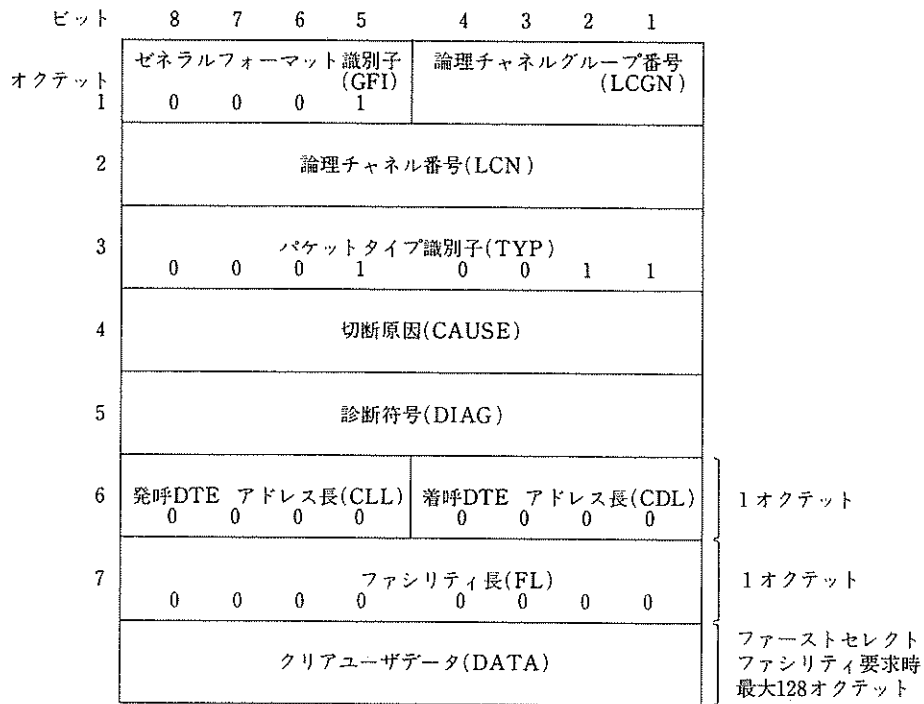 ビット 8 7 6 5 4 3 2 1
オクテット
ゼネラルフォーマット識別子
(GFI)
論理チャネルグループ番号
(LCGN)
1 0 0 0 1
2 論理チャネル番号(LCN)
3 パケットタイプ識別子(TYP)
0 0 0 1 0 0 1 1
4 切断原因(CAUSE)
5 診断符号(DIAG)
6 発呼DTE アドレス長(CLL) 着呼DTE アドレス長(CDL) 1オクテット
0 0 0 0 0 0 0 0
7 ファシリティ長(FL) 1オクテット
0 0 0 0 0 0 0 0
クリアユーザデータ(DATA)
ファーストセレクト
ファシリティ要求時
最大128オクテット